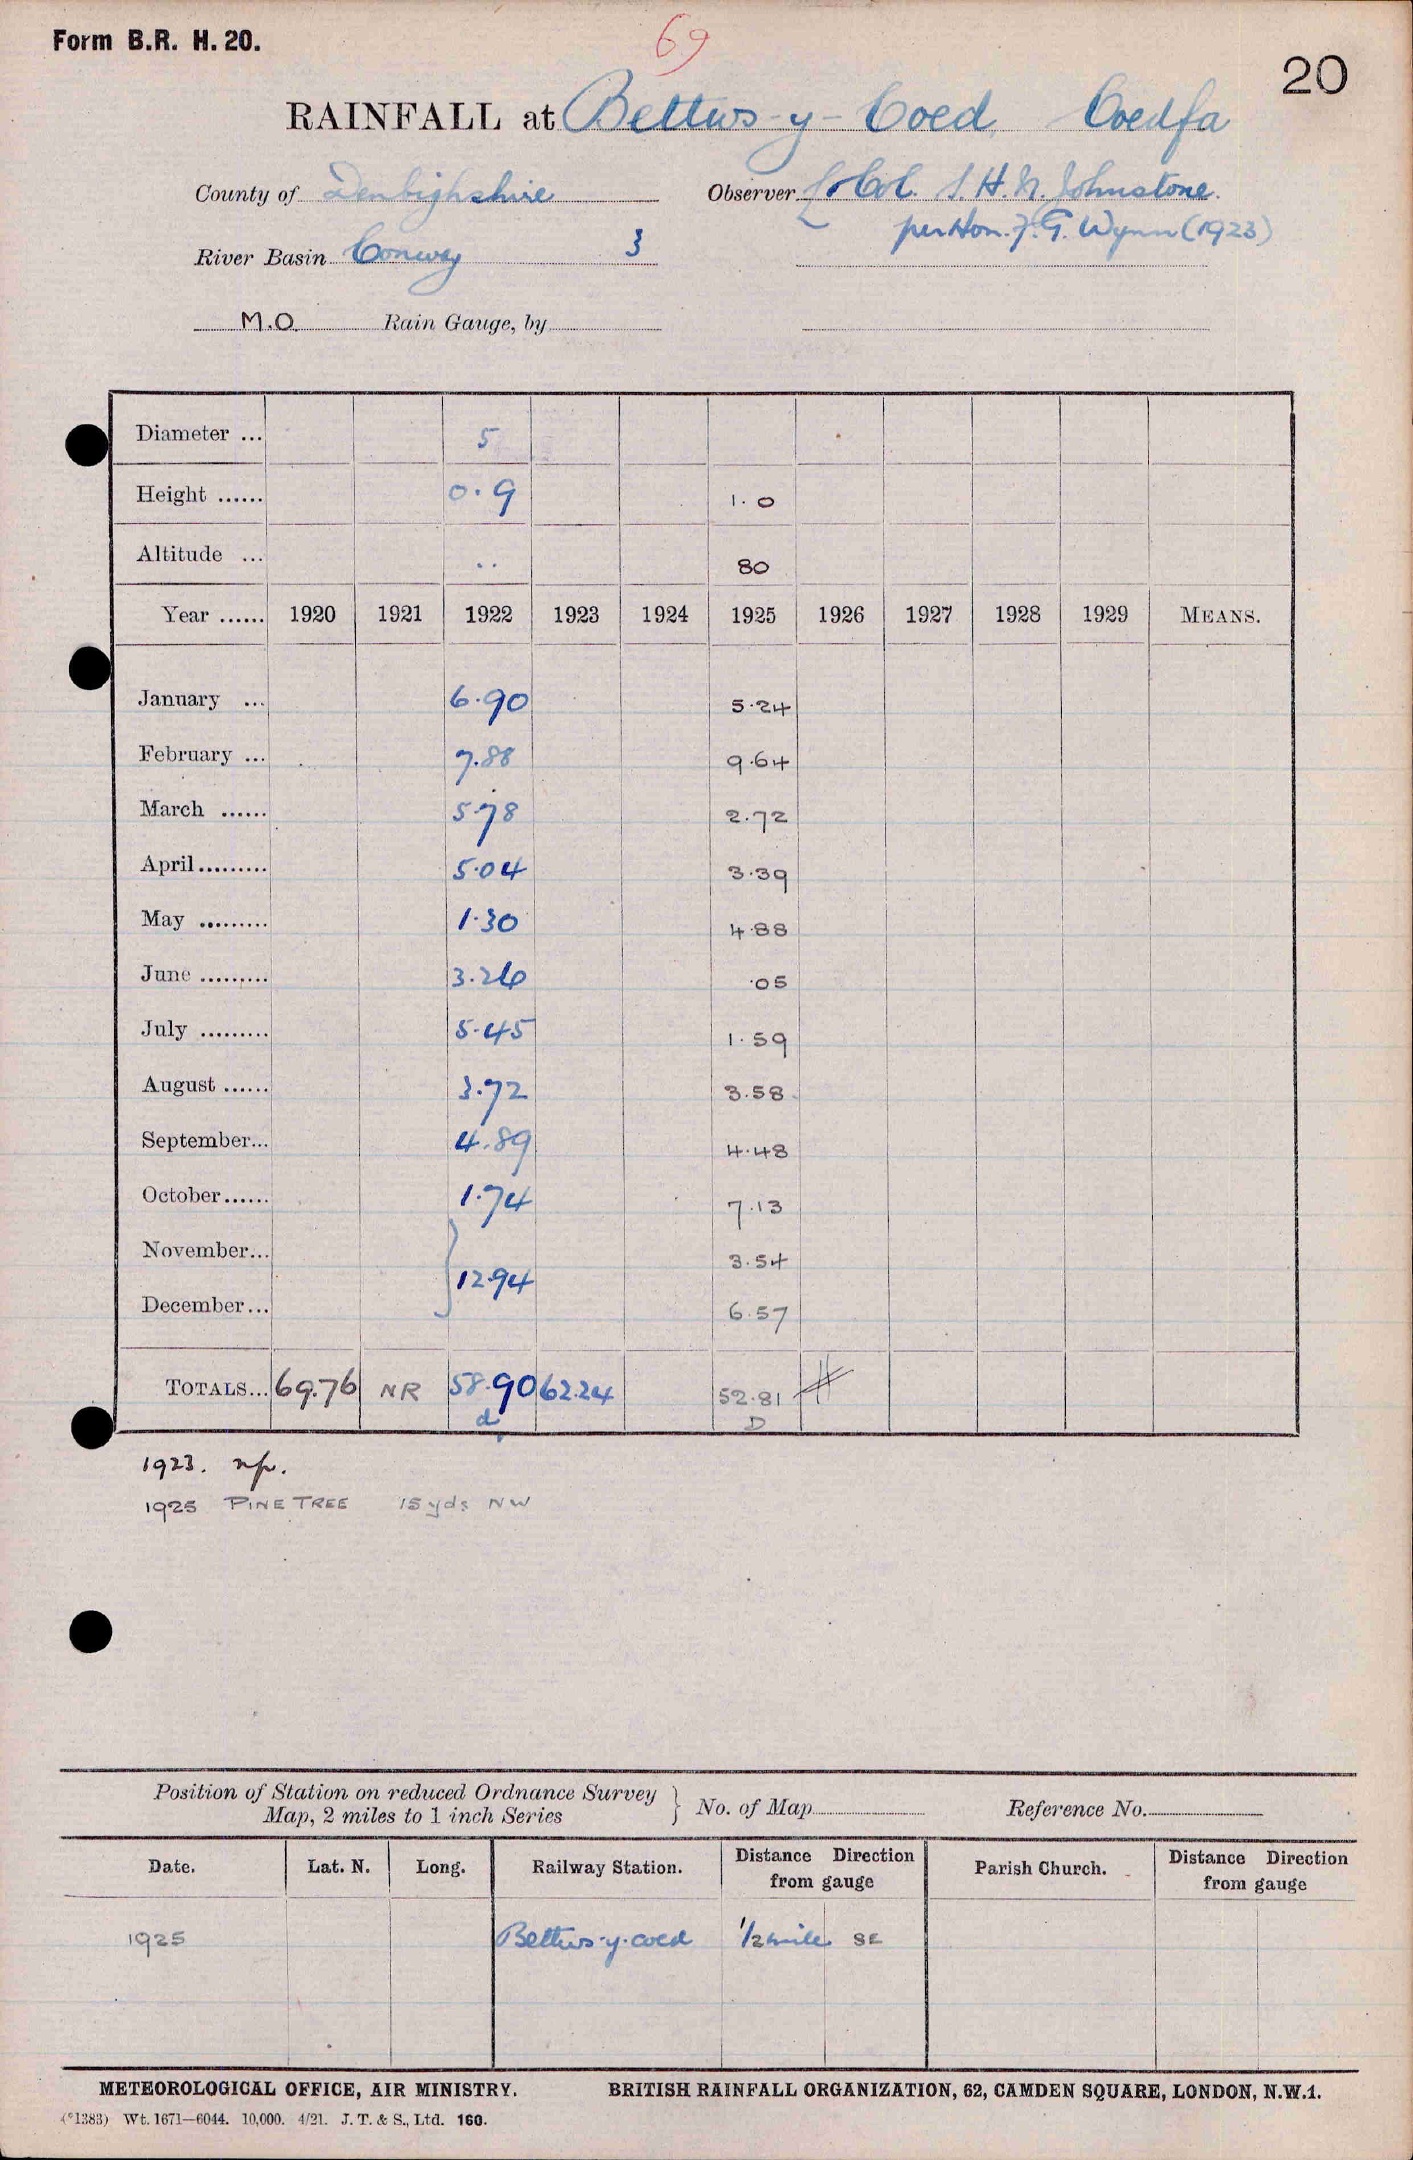 Form B.R. H. 20.
69
20
RAINFALL at Bettws-y-Coed. Coedfa
County of Denbighshire
Observer Col. S. H. N. Johnstone.
per Hon. F. G. Wynn (1923)
River Basin Conway 3
M.O. Rain Gauge, by
Diameter ... 5
Height ...... 0.9 1.0
Altitude ... .. 80
Year ...... 1920 1921 1922 1923 1924 1925 1926 1927 1928 1929 MEANS.
January ... 6.90 5.24
February ... 7.88 9.64
March ...... 5.78 2.72
April......... 5.04 3.39
May ......... 1.30 4.88
June ......... 3.26 .05
July ......... 5.45 1.59
August ...... 3.72 3.58
September... 4.89 4.48
October...... 1.74 7.13
November... 3.54
} 12.94
December... 6.57
TOTALS... 69.76 NR 58.90 62.24 52.81 #
d D
1923. np.
1925 PINE TREE 15 yds NW
Position of Station on reduced Ordnance Survey
Map, 2 miles to 1 inch Series } No. of Map Reference No.
Date. Lat. N. Long. Railway Station. Distance Direction from gauge Parish Church. Distance Direction from gauge
1925 Bettws-y-coed 1/2 mile SE
METEOROLOGICAL OFFICE, AIR MINISTRY. BRITISH RAINFALL ORGANIZATION, 62, CAMDEN SQUARE, LONDON, N.W.1.
(*1383) Wt. 1671—6044. 10,000. 4/21. J. T. & S., Ltd. 160.